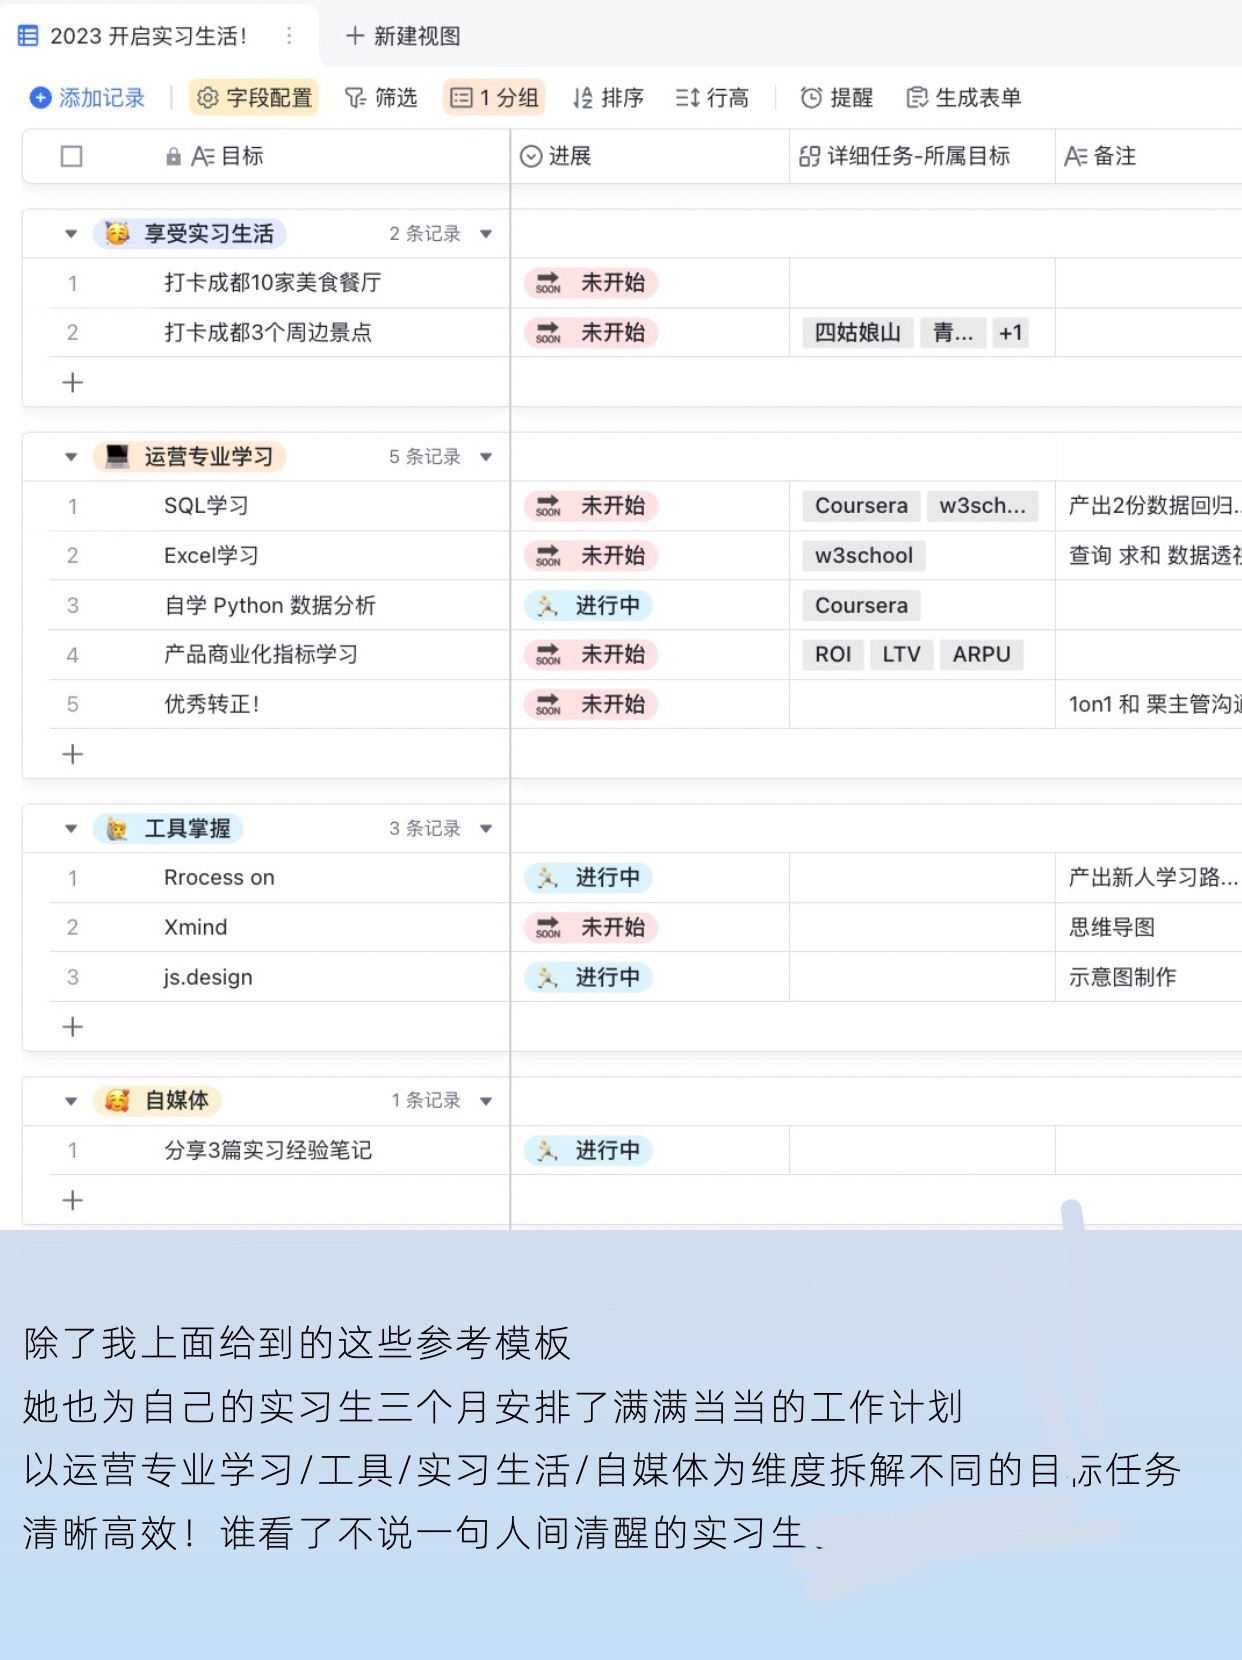 2023 开启实习生活！
新建视图
添加记录 字段配置 筛选 1 分组 排序 行高 提醒 生成表单
目标 进展 详细任务-所属目标 备注
享受实习生活 2 条记录
1 打卡成都10家美食餐厅 SOON 未开始
2 打卡成都3个周边景点 SOON 未开始 四姑娘山 青... +1
运营专业学习 5 条记录
1 SQL学习 SOON 未开始 Coursera w3sch... 产出2份数据回归...
2 Excel学习 SOON 未开始 w3school 查询 求和 数据透视
3 自学 Python 数据分析 进行中 Coursera
4 产品商业化指标学习 SOON 未开始 ROI LTV ARPU
5 优秀转正！ SOON 未开始 1on1 和 栗主管沟通
工具掌握 3 条记录
1 Rrocess on 进行中 产出新人学习路...
2 Xmind SOON 未开始 思维导图
3 js.design 进行中 示意图制作
自媒体 1 条记录
1 分享3篇实习经验笔记 进行中
除了我上面给到的这些参考模板
她也为自己的实习生三个月安排了满满当当的工作计划
以运营专业学习/工具/实习生活/自媒体为维度拆解不同的目标任务
清晰高效！谁看了不说一句人间清醒的实习生